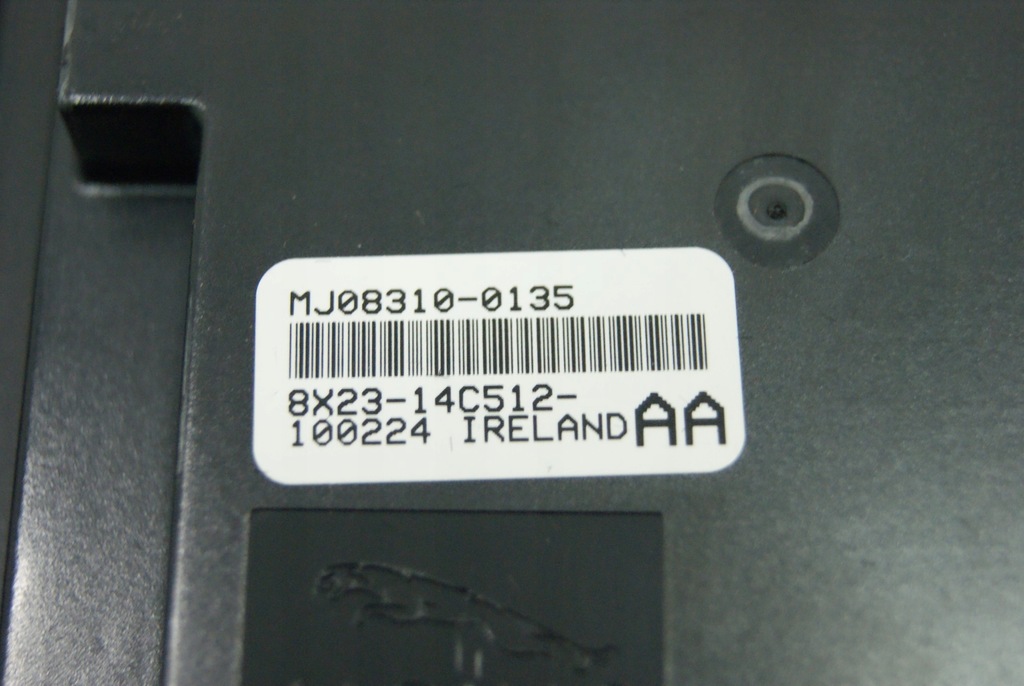 MJ08310-0135
8X23-14C512-
100224 IRELAND AA